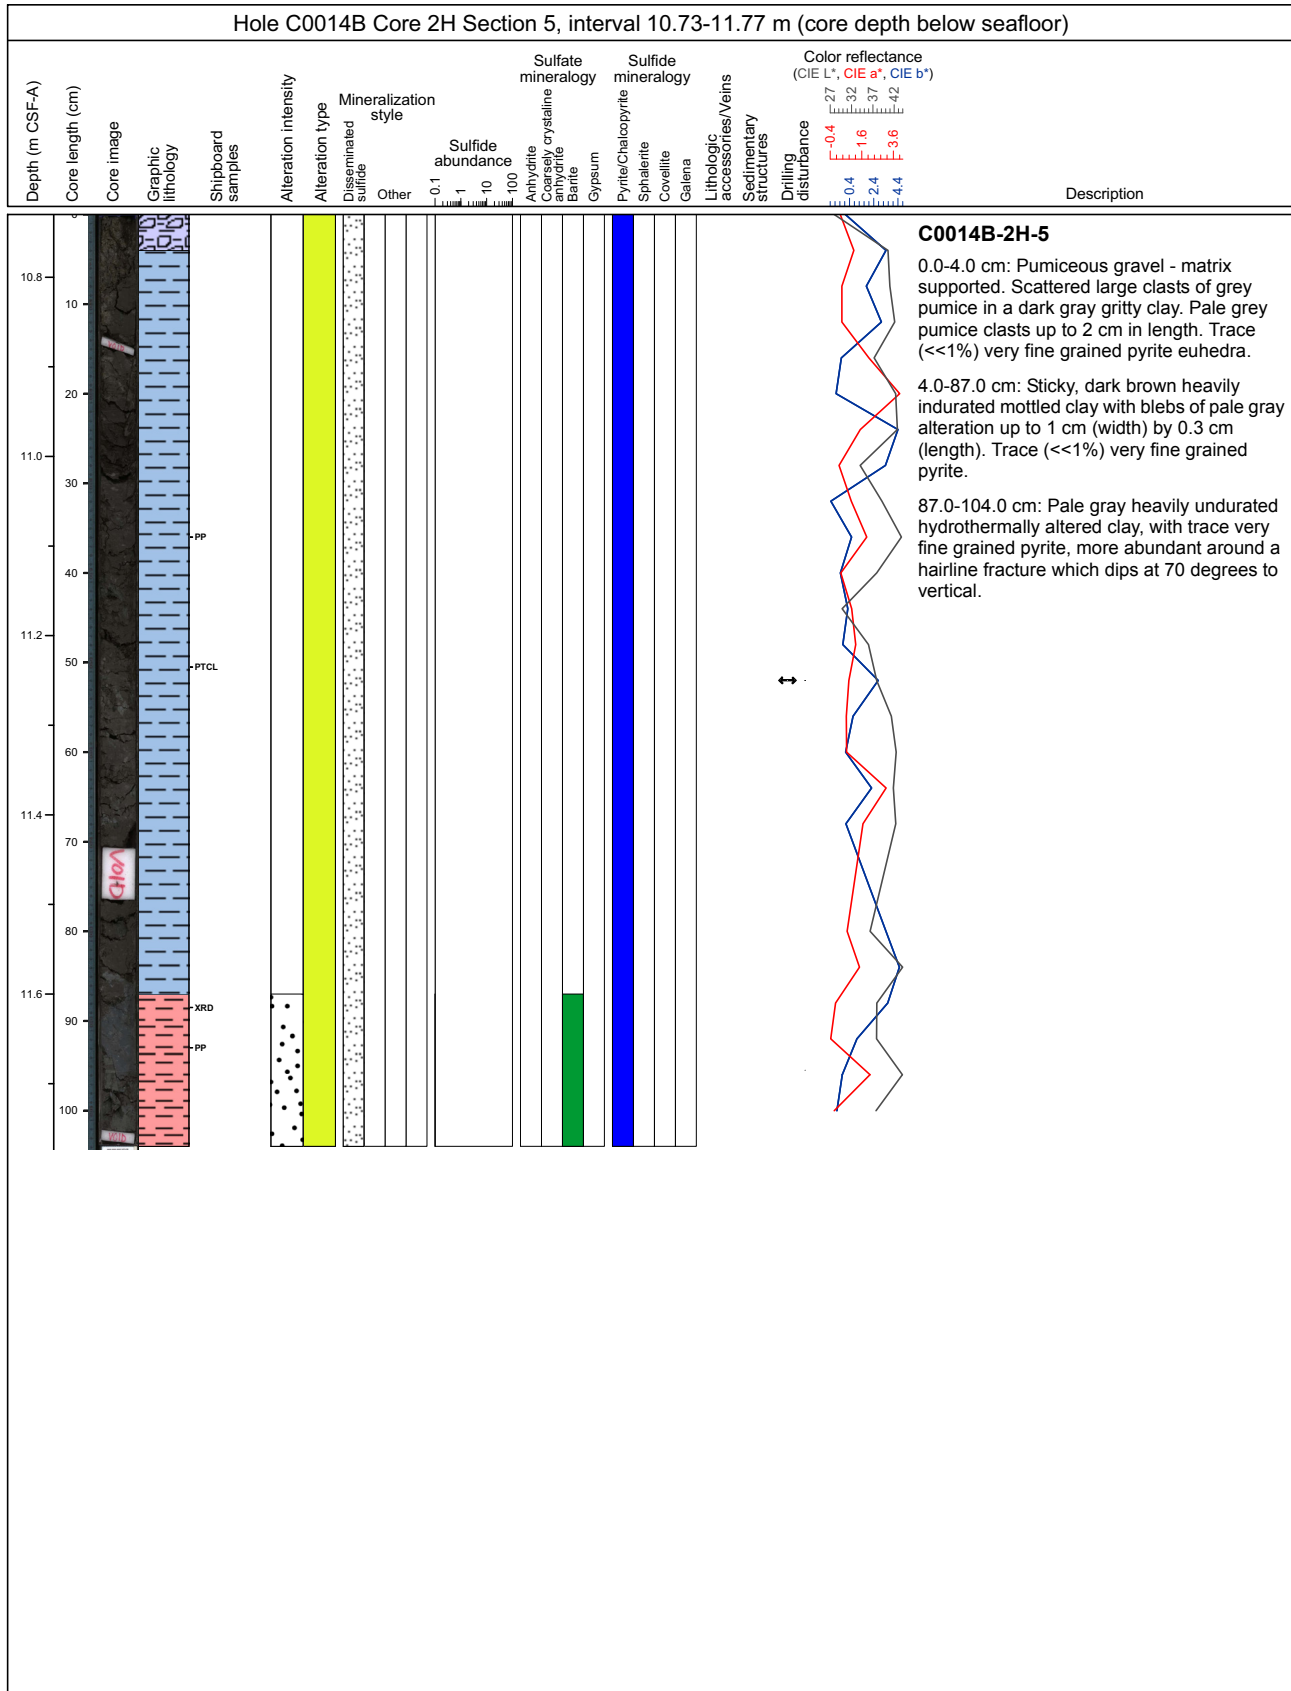 Hole C0014B Core 2H Section 5, interval 10.73-11.77 m (core depth below seafloor)
Depth (m CSF-A)
Core length (cm)
Core image
Graphic
lithology
Shipboard
samples
Alteration intensity
Alteration type
Mineralization
style
Disseminated
sulfide
Other
Sulfide
abundance
0.1
1
10
100
Sulfate
mineralogy
Anhydrite
Coarsely crystaline
anhydrite
Barite
Gypsum
Sulfide
mineralogy
Pyrite/Chalcopyrite
Sphalerite
Covellite
Galena
Lithologic
accessories/Veins
Sedimentary
structures
Drilling
disturbance
Color reflectance
(CIE L*, CIE a*, CIE b*)
27
32
37
42
-0.4
1.6
3.6
0.4
2.4
4.4
Description
10.8
11.0
11.2
11.4
11.6
10
20
30
40
50
60
70
80
90
100
VOID
PP
PTCL
XRD
PP
C0014B-2H-5
0.0-4.0 cm: Pumiceous gravel - matrix
supported. Scattered large clasts of grey
pumice in a dark gray gritty clay. Pale grey
pumice clasts up to 2 cm in length. Trace
(<<1%) very fine grained pyrite euhedra.
4.0-87.0 cm: Sticky, dark brown heavily
indurated mottled clay with blebs of pale gray
alteration up to 1 cm (width) by 0.3 cm
(length). Trace (<<1%) very fine grained
pyrite.
87.0-104.0 cm: Pale gray heavily undurated
hydrothermally altered clay, with trace very
fine grained pyrite, more abundant around a
hairline fracture which dips at 70 degrees to
vertical.